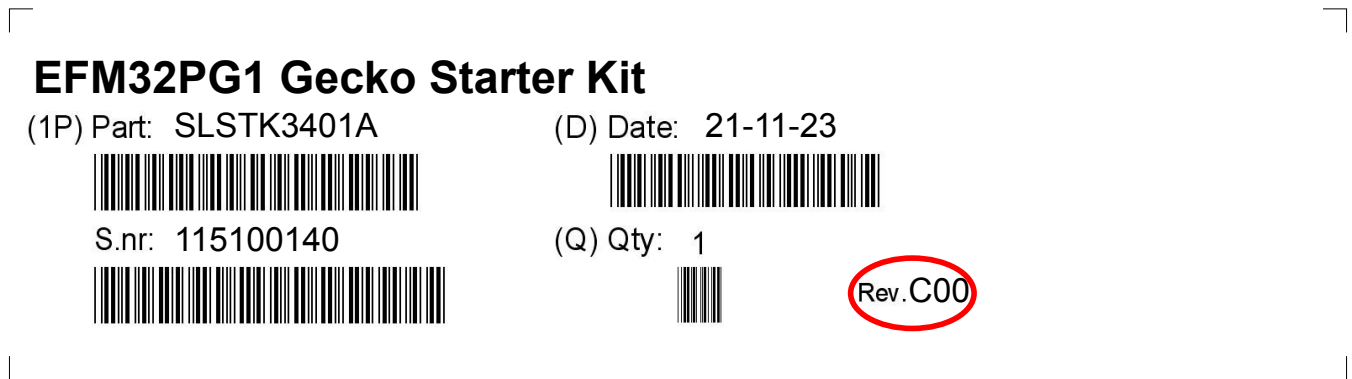 EFM32PG1 Gecko Starter Kit
(1P) Part: SLSTK3401A (D) Date: 21-11-23
S.nr: 115100140 (Q) Qty: 1
Rev.C00